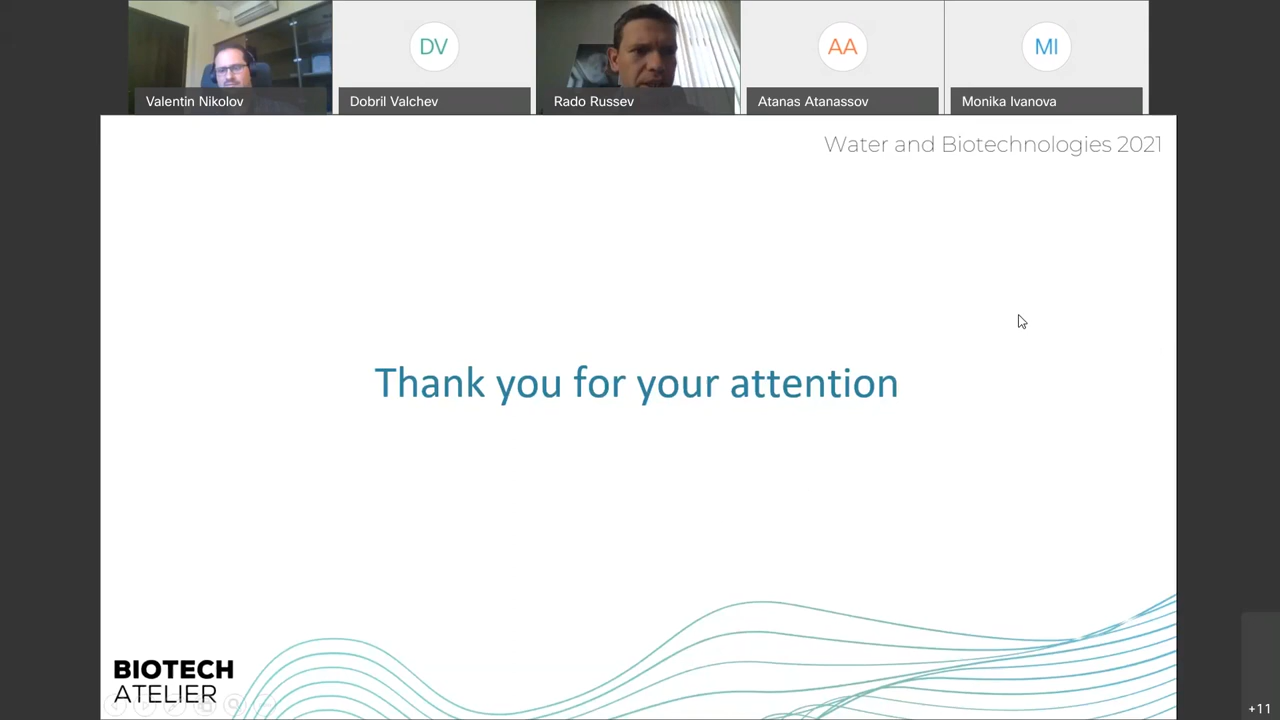 DV
AA
MI
Valentin Nikolov
Dobril Valchev
Rado Russev
Atanas Atanassov
Monika Ivanova
Water and Biotechnologies 2021
Thank you for your attention
BIOTECH
ATELIER
+11